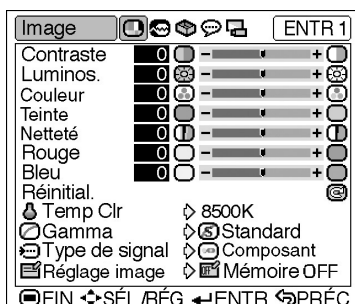 Image ENTR 1
Contraste 0 - +
Luminos. 0 - +
Couleur 0 - +
Teinte 0 - +
Netteté 0 - +
Rouge 0 - +
Bleu 0 - +
Réinitial.
Temp Clr 8500K
Gamma S Standard
Type de signal Composant
Réglage image Mémoire OFF
FIN SÉL./RÉG. ENTR PRÉC